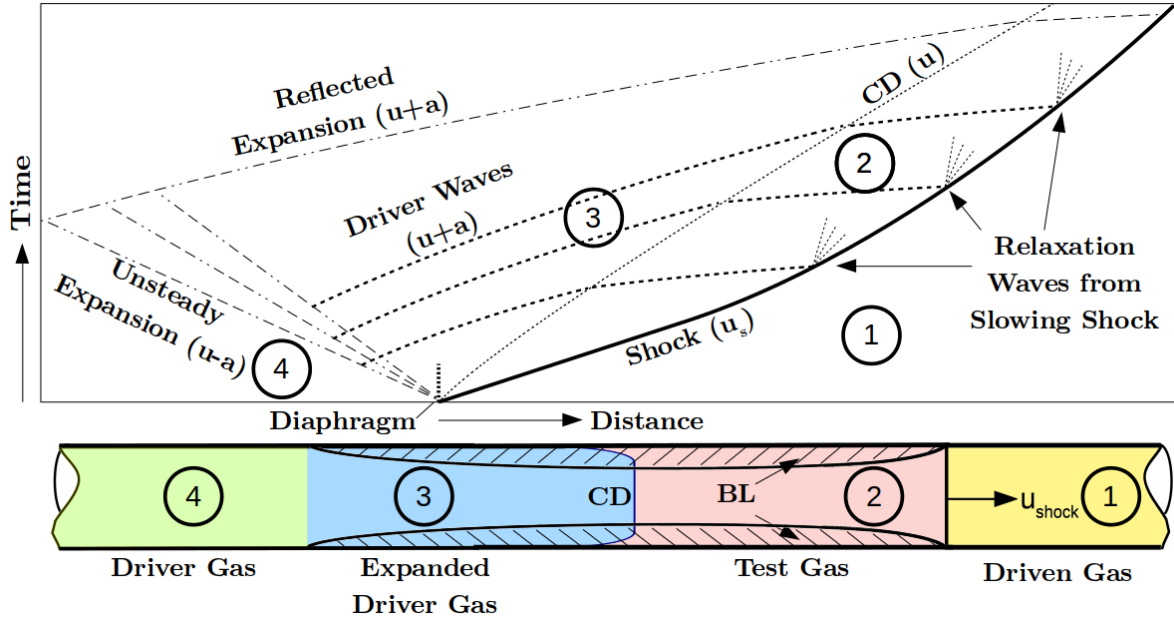 Time
Reflected
Expansion (u+a)
Unsteady
Expansion (u-a)
Driver Waves
(u+a)
CD (u)
Shock (uₛ)
2
3
4
1
Relaxation
Waves from
Slowing Shock
Diaphragm
Distance
4
3
CD
BL
2
u shock
1
Driver Gas
Expanded
Driver Gas
Test Gas
Driven Gas